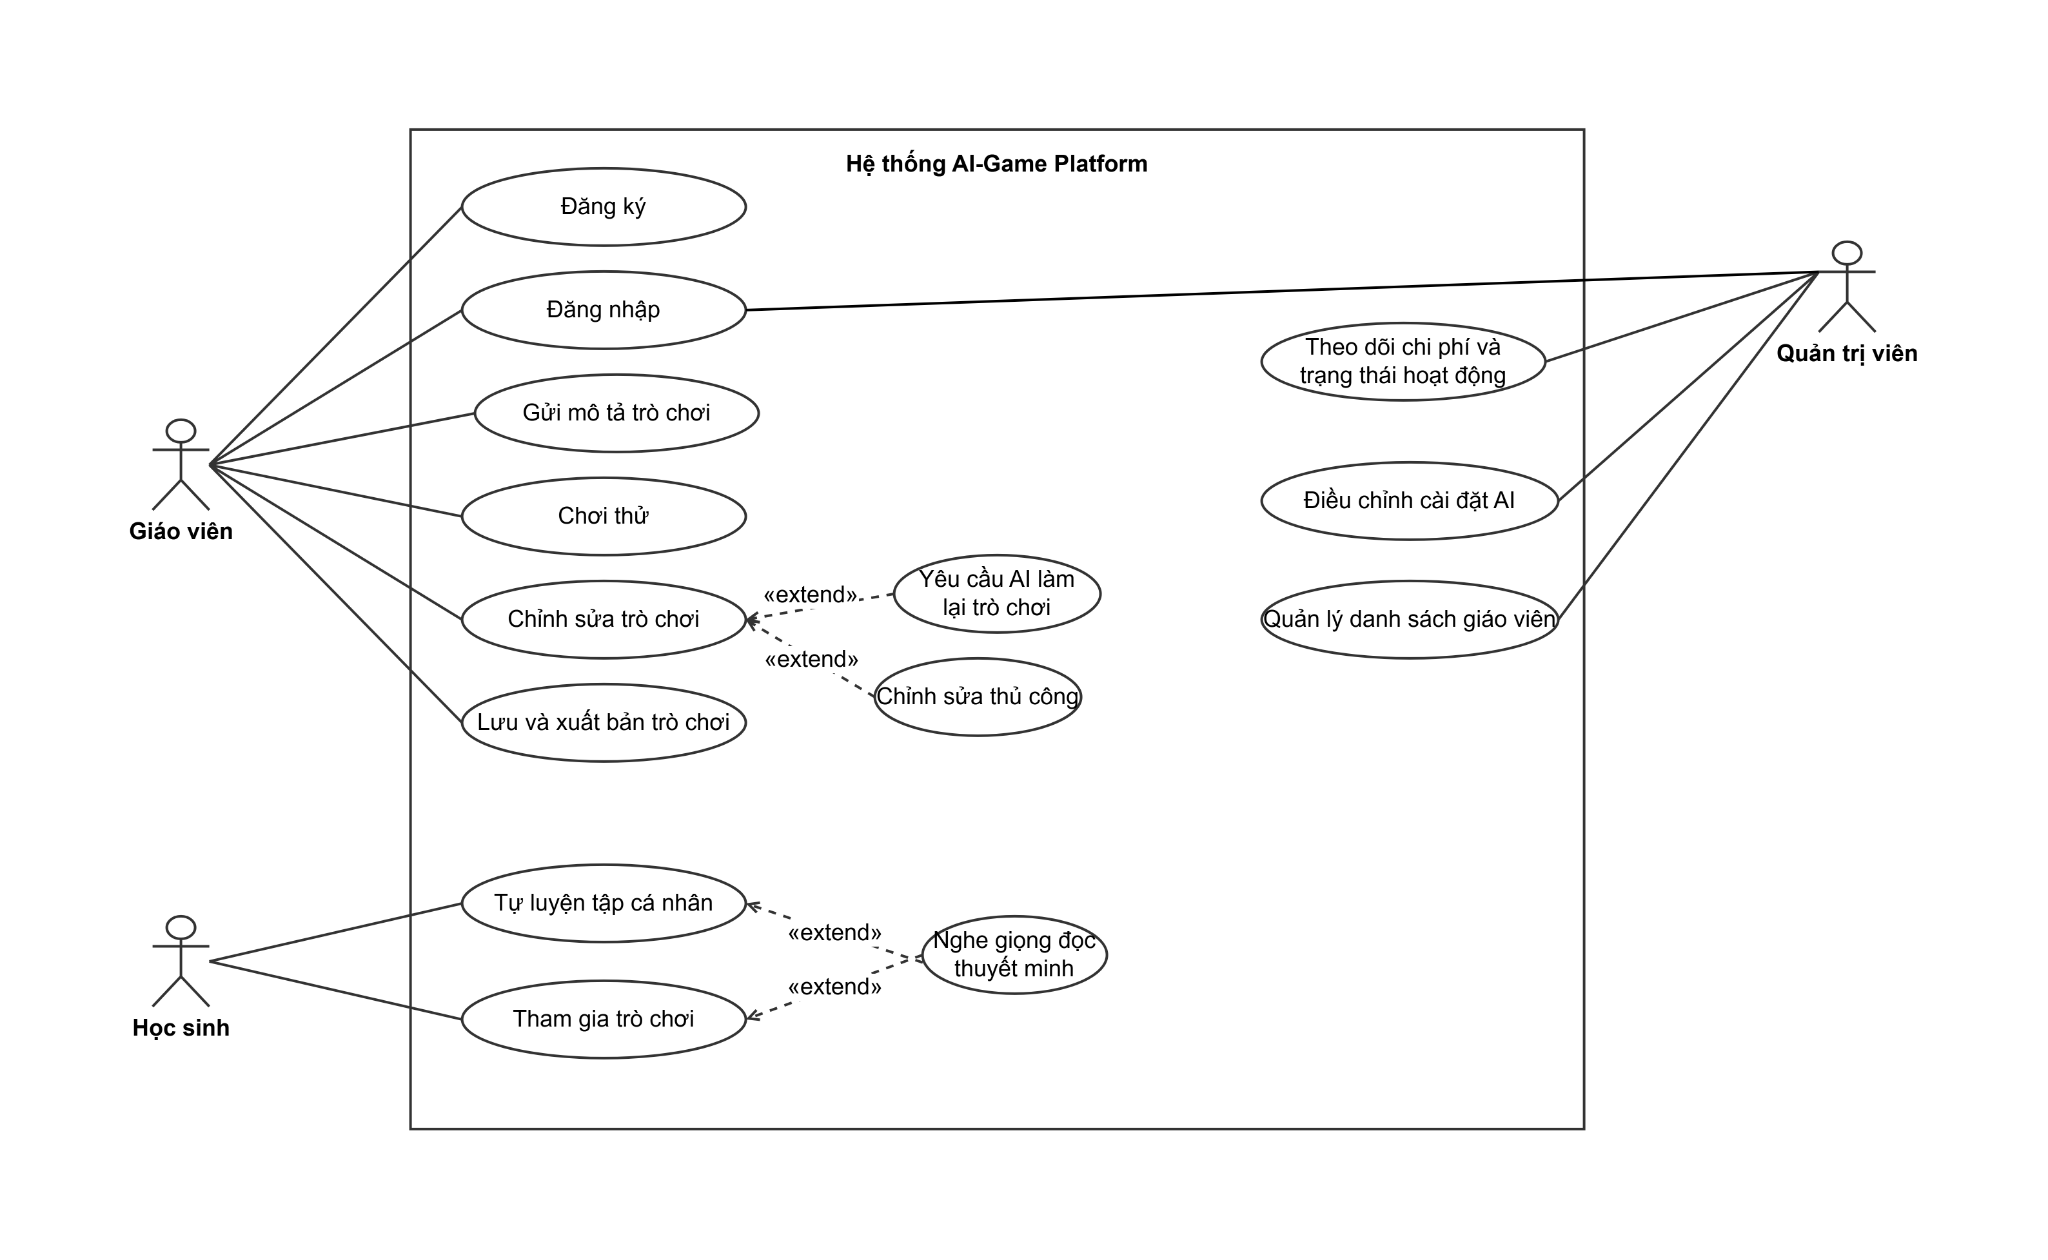 Hệ thống AI-Game Platform
Đăng ký
Đăng nhập
Gửi mô tả trò chơi
Chơi thử
Chỉnh sửa trò chơi
Lưu và xuất bản trò chơi
«extend»
«extend»
Yêu cầu AI làm
lại trò chơi
Chỉnh sửa thủ công
Theo dõi chi phí và
trạng thái hoạt động
Điều chỉnh cài đặt AI
Quản lý danh sách giáo viên
Quản trị viên
Giáo viên
Tự luyện tập cá nhân
Tham gia trò chơi
«extend»
«extend»
Nghe giọng đọc
thuyết minh
Học sinh